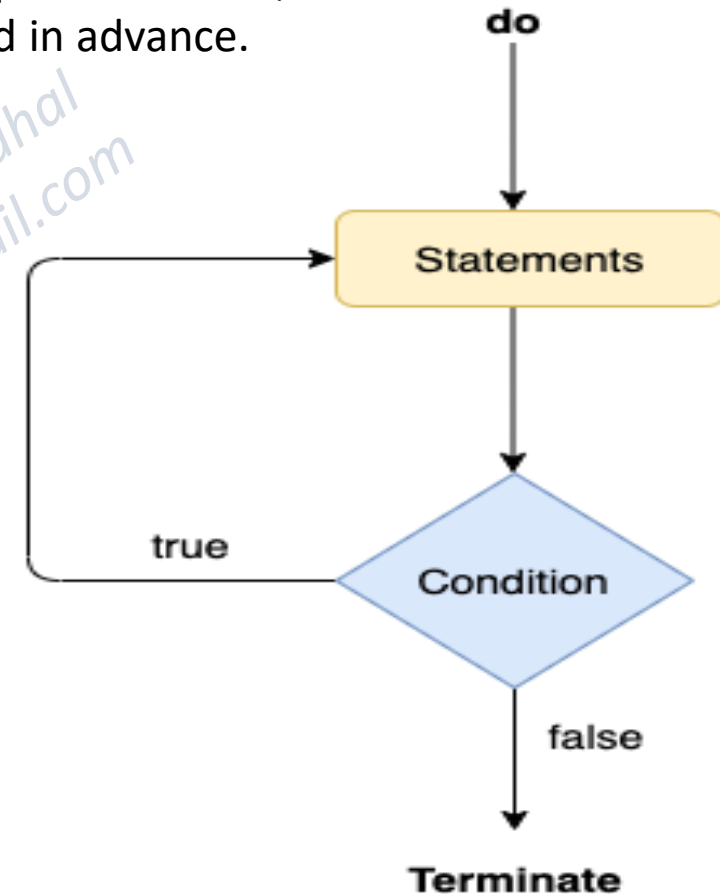 d in advance.
do
Statements
true
Condition
false
Terminate